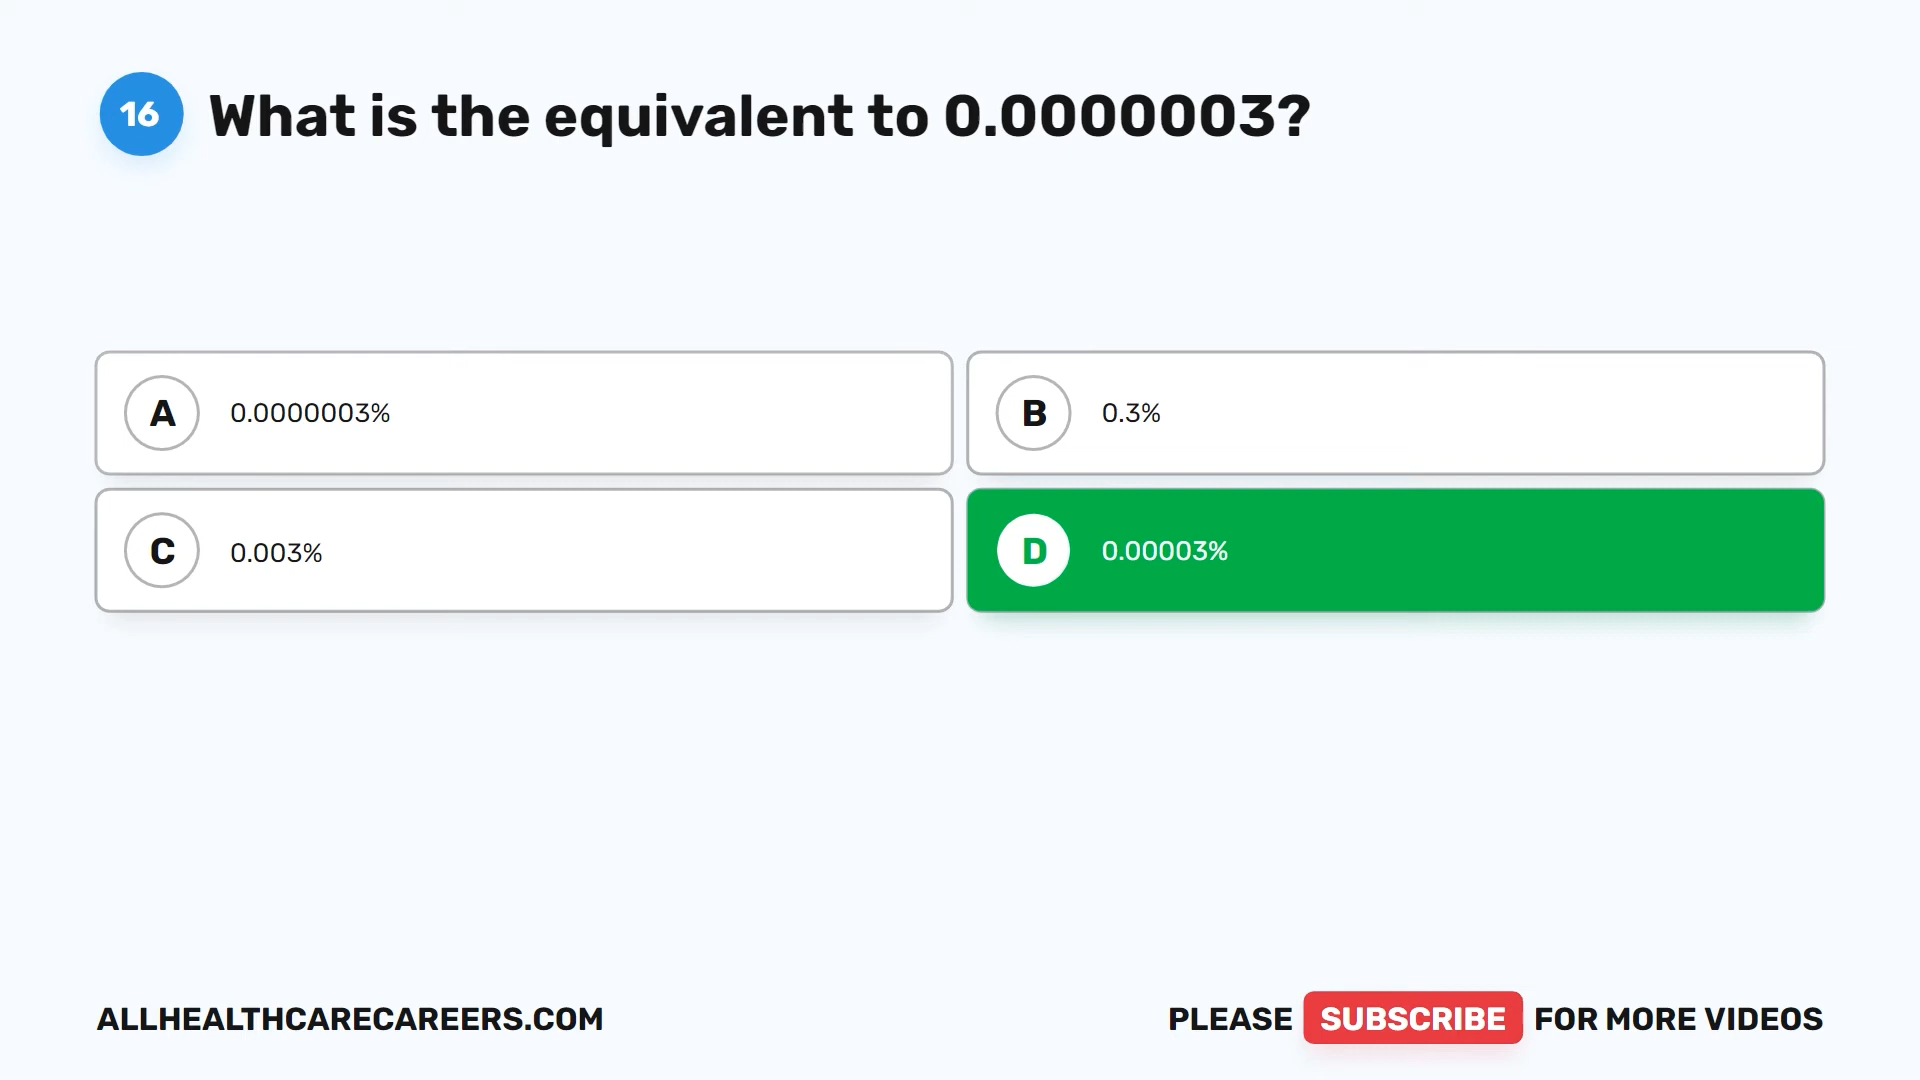 16 What is the equivalent to 0.0000003?
A 0.0000003%
B 0.3%
C 0.003%
D 0.00003%
ALLHEALTHCARECAREERS.COM
PLEASE SUBSCRIBE FOR MORE VIDEOS